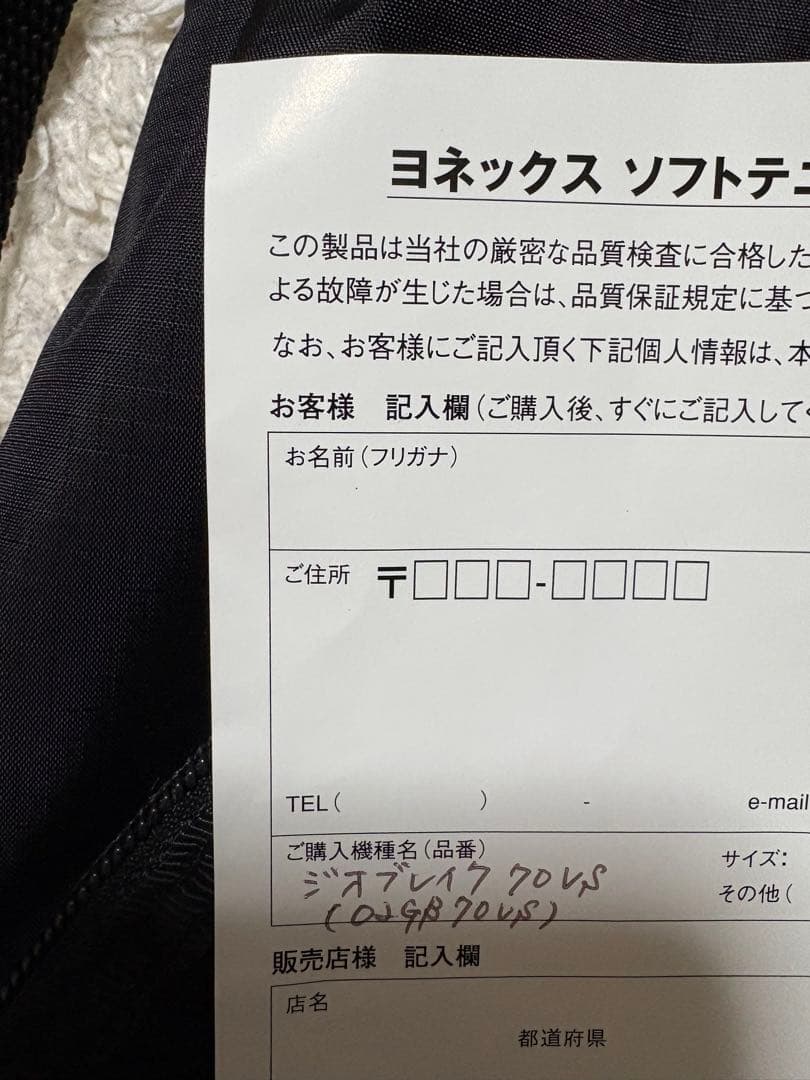 ヨネックス ソフトテニ
この製品は当社の厳密な品質検査に合格した
よる故障が生じた場合は、品質保証規定に基づ
なお、お客様にご記入頂く下記個人情報は、本
お客様 記入欄(ご購入後、すぐにご記入してく
お名前(フリガナ)
ご住所 〒□□□-□□□□
TEL( ) - e-mail
ご購入機種名(品番) サイズ:
ジオブレイク70VS その他(
(02GB70VS)
販売店様 記入欄
店名
都道府県